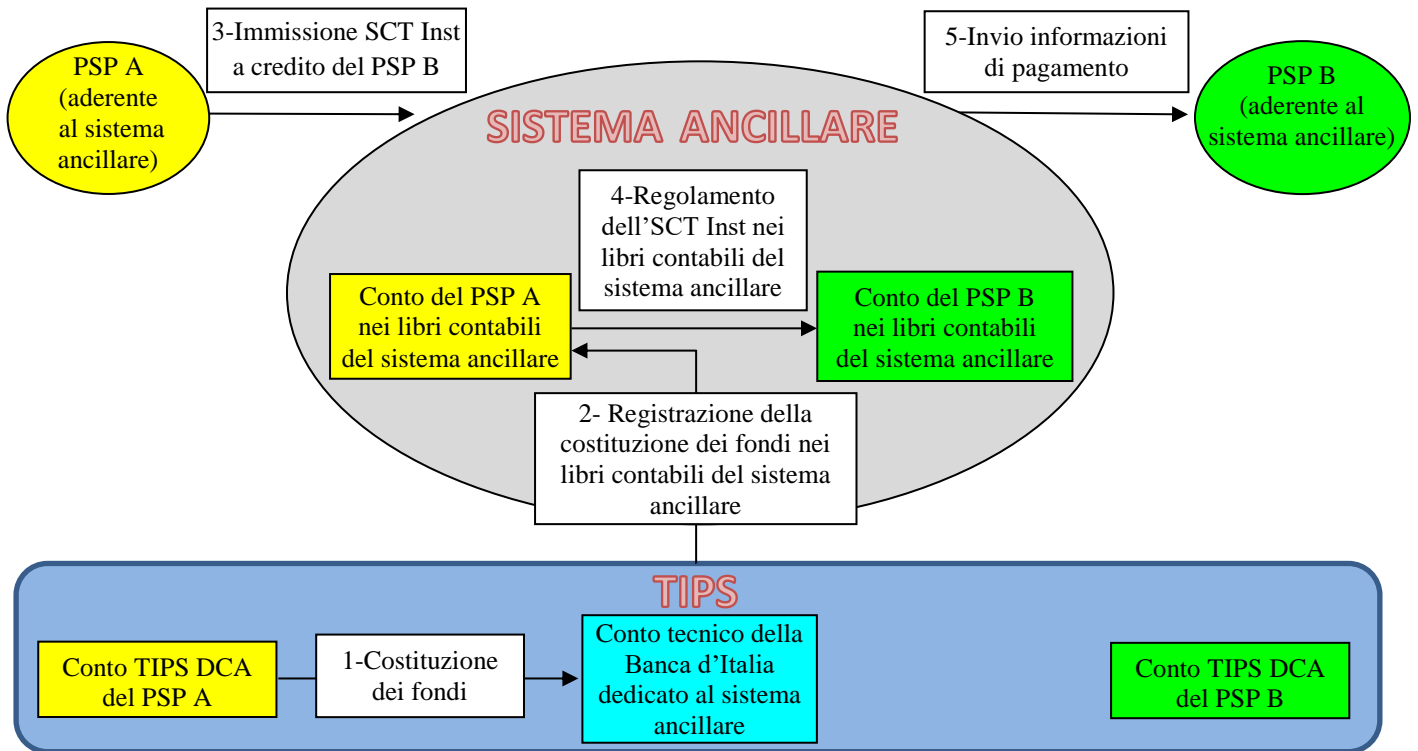 3-Immissione SCT Inst
a credito del PSP B
5-Invio informazioni
di pagamento
PSP A
(aderente
al sistema
ancillare)
PSP B
(aderente al
sistema ancillare)
SISTEMA ANCILLARE
4-Regolamento
dell’SCT Inst nei
libri contabili del
sistema ancillare
Conto del PSP A
nei libri contabili
del sistema ancillare
Conto del PSP B
nei libri contabili
del sistema ancillare
2- Registrazione della
costituzione dei fondi nei
libri contabili del sistema
ancillare
TIPS
Conto TIPS DCA
del PSP A
1-Costituzione
dei fondi
Conto tecnico della
Banca d’Italia
dedicato al sistema
ancillare
Conto TIPS DCA
del PSP B